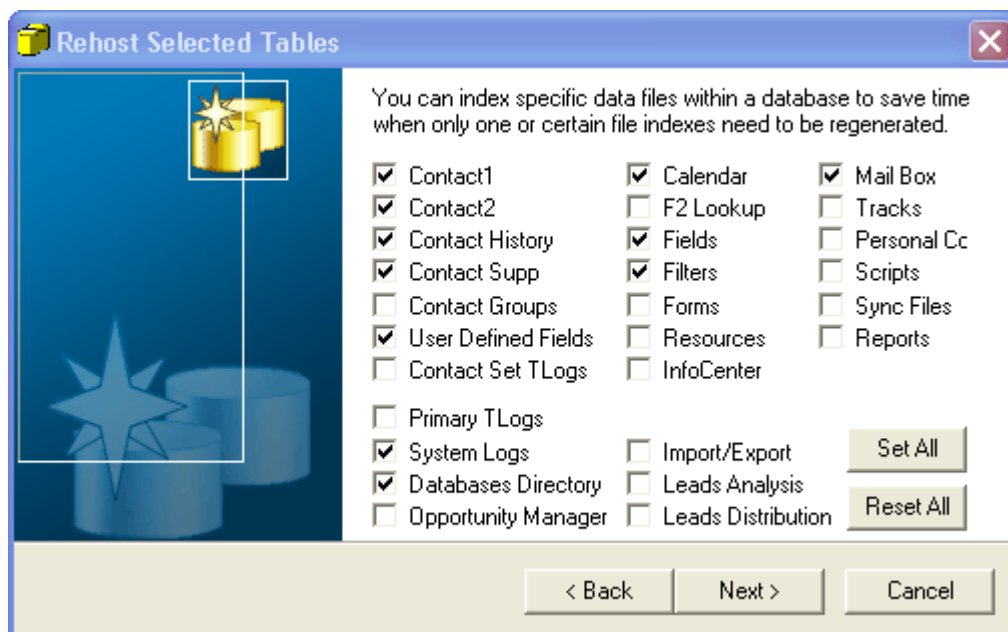 Rehost Selected Tables
You can index specific data files within a database to save time
when only one or certain file indexes need to be regenerated.
Contact1
Contact2
Contact History
Contact Supp
Contact Groups
User Defined Fields
Contact Set TLogs
Calendar
F2 Lookup
Fields
Filters
Forms
Resources
InfoCenter
Mail Box
Tracks
Personal Cc
Scripts
Sync Files
Reports
Primary TLogs
System Logs
Databases Directory
Opportunity Manager
Import/Export
Leads Analysis
Leads Distribution
Set All
Reset All
< Back
Next >
Cancel